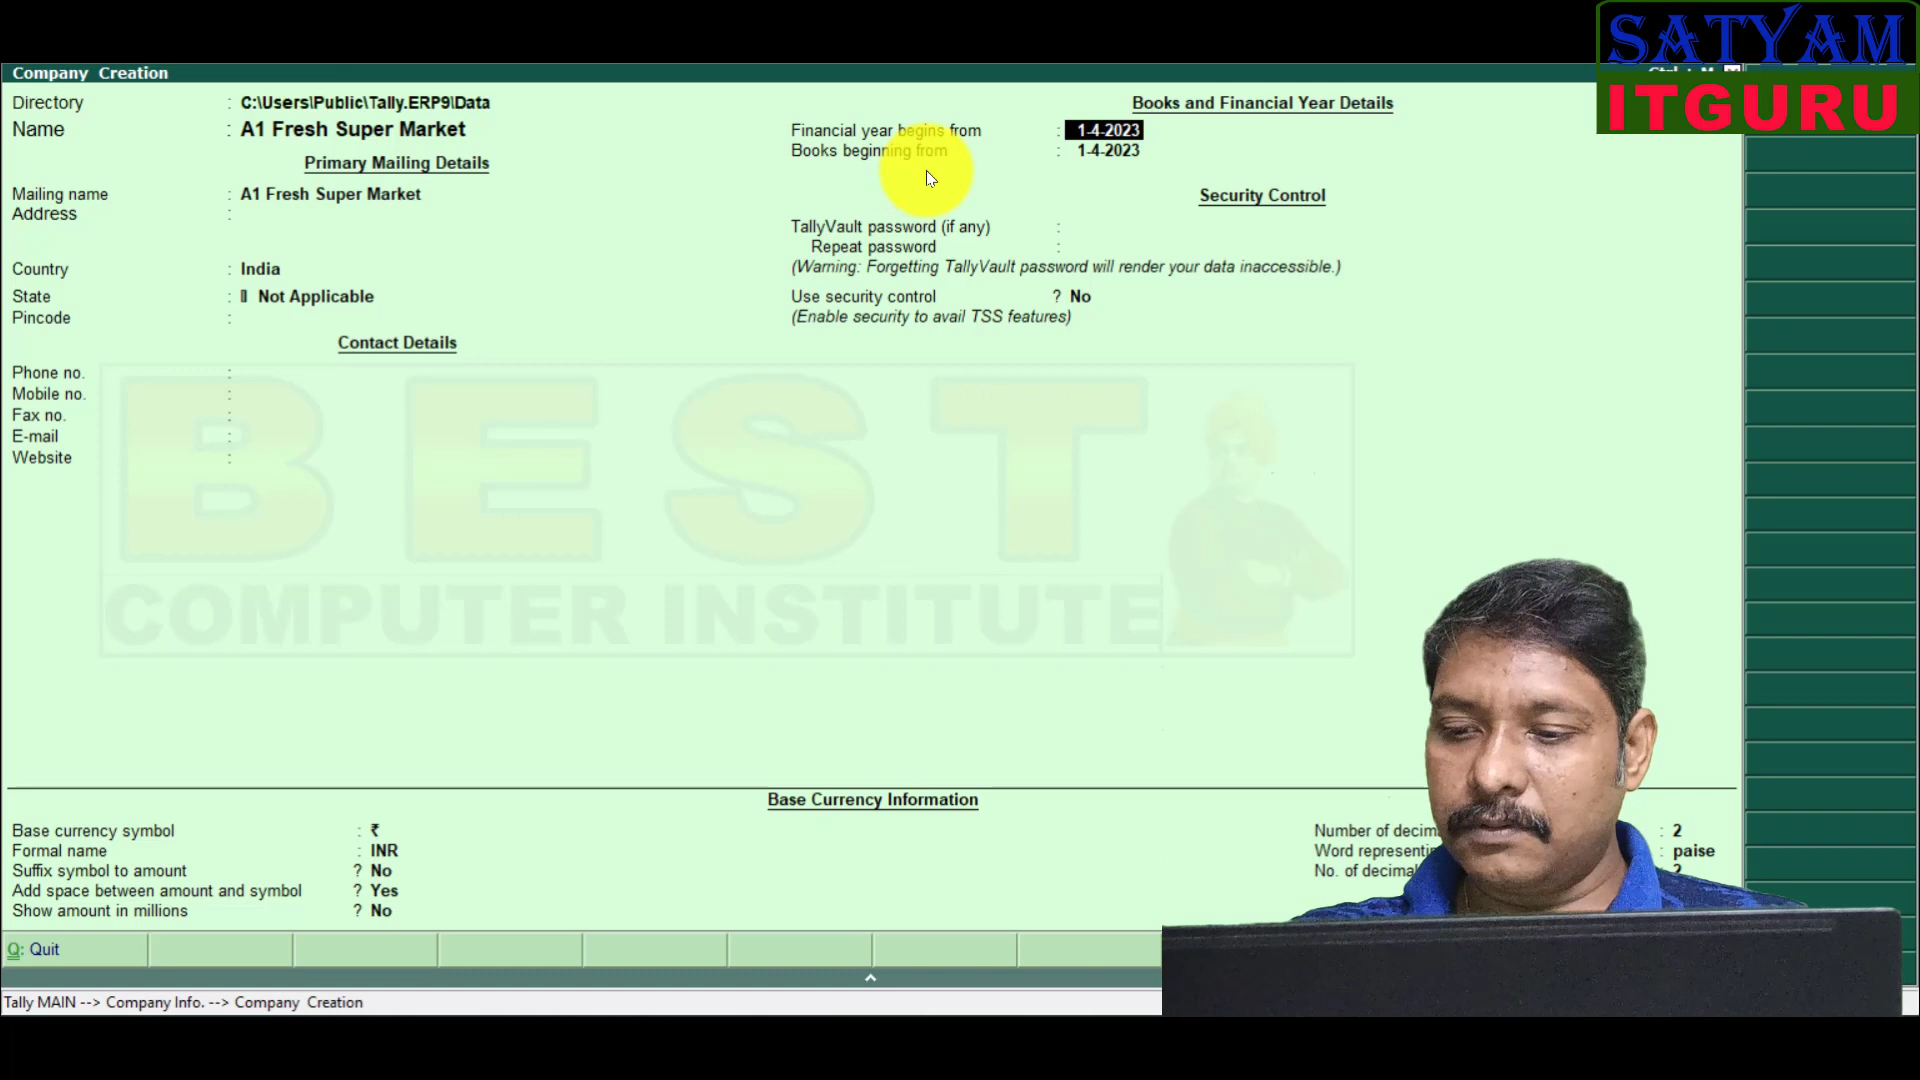 SATYAM
ITGURU
Company Creation
Directory : C:\Users\Public\Tally.ERP9\Data
Name : A1 Fresh Super Market
Primary Mailing Details
Mailing name : A1 Fresh Super Market
Address :
Country : India
State : Not Applicable
Pincode :
Contact Details
Phone no. :
Mobile no. :
Fax no. :
E-mail :
Website :
Books and Financial Year Details
Financial year begins from : 1-4-2023
Books beginning from : 1-4-2023
Security Control
TallyVault password (if any) :
Repeat password :
(Warning: Forgetting TallyVault password will render your data inaccessible.)
Use security control ? No
(Enable security to avail TSS features)
BEST
COMPUTER INSTITUTE
Base Currency Information
Base currency symbol : ₹
Formal name : INR
Suffix symbol to amount ? No
Add space between amount and symbol ? Yes
Show amount in millions ? No
Number of : 2
Word : paise
No. of : 2
Q: Quit
Tally MAIN --> Company Info. --> Company Creation